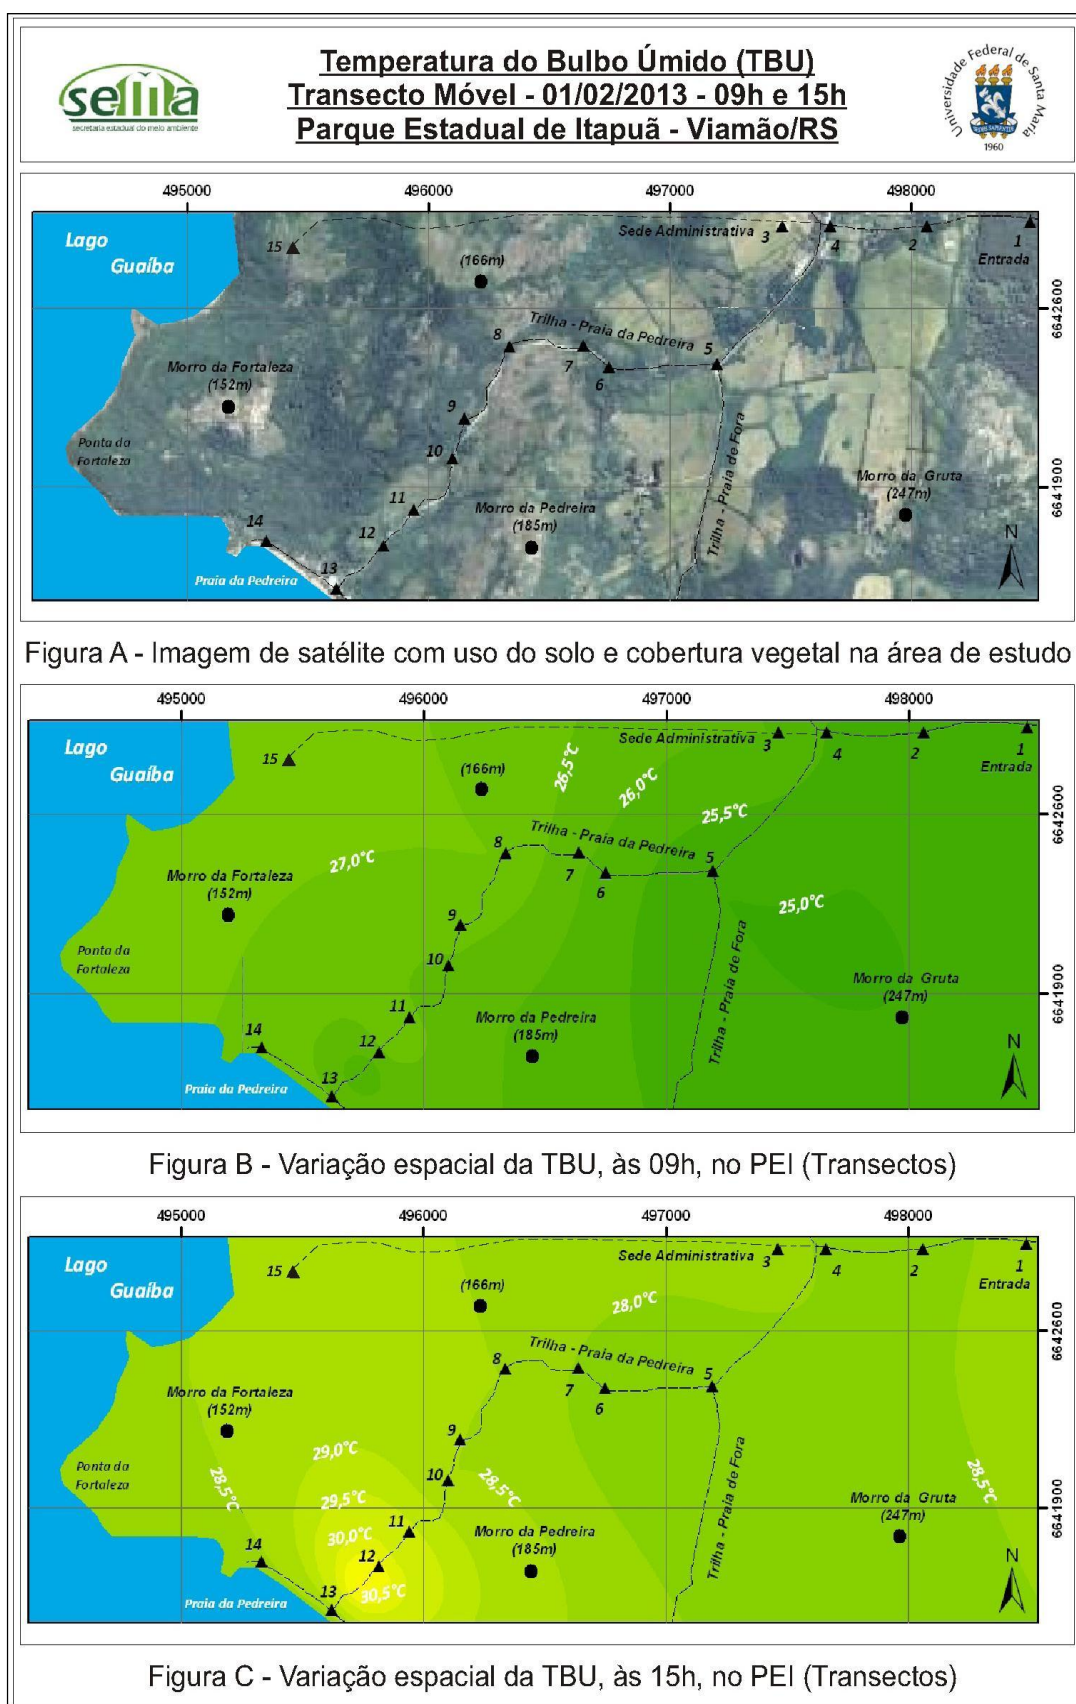 semna
secretaria estadual do meio ambiente
Temperatura do Bulbo Úmido (TBU)
Transecto Móvel - 01/02/2013 - 09h e 15h
Parque Estadual de Itapuã - Viamão/RS
Universidade Federal de Santa Maria
SEDES SAPIENTIAE
1960
495000 496000 497000 498000
Lago
Guaíba
15
(166m)
Sede Administrativa
3
4
2
1
Entrada
6642600
Trilha - Praia da Pedreira
8
7
6
5
Morro da Fortaleza
(152m)
9
Ponta da
Fortaleza
10
Trilha - Praia de Fora
Morro da Gruta
(247m)
6641900
11
Morro da Pedreira
(185m)
14
12
13
Praia da Pedreira
N
Figura A - Imagem de satélite com uso do solo e cobertura vegetal na área de estudo
495000 496000 497000 498000
Lago
Guaíba
15
(166m)
26,5°C
26,0°C
25,5°C
Sede Administrativa
3
4
2
1
Entrada
6642600
Trilha - Praia da Pedreira
8
7
6
5
27,0°C
Morro da Fortaleza
(152m)
25,0°C
9
Ponta da
Fortaleza
10
Trilha - Praia de Fora
Morro da Gruta
(247m)
6641900
11
Morro da Pedreira
(185m)
14
12
13
Praia da Pedreira
N
Figura B - Variação espacial da TBU, às 09h, no PEI (Transectos)
495000 496000 497000 498000
Lago
Guaíba
15
(166m)
Sede Administrativa
3
4
2
1
Entrada
28,0°C
6642600
Trilha - Praia da Pedreira
8
7
6
5
Morro da Fortaleza
(152m)
9
29,0°C
Ponta da
Fortaleza
28,5°C
10
28,5°C
28,5°C
29,5°C
Trilha - Praia de Fora
Morro da Gruta
(247m)
6641900
11
30,0°C
Morro da Pedreira
(185m)
14
12
30,5°C
13
Praia da Pedreira
N
Figura C - Variação espacial da TBU, às 15h, no PEI (Transectos)